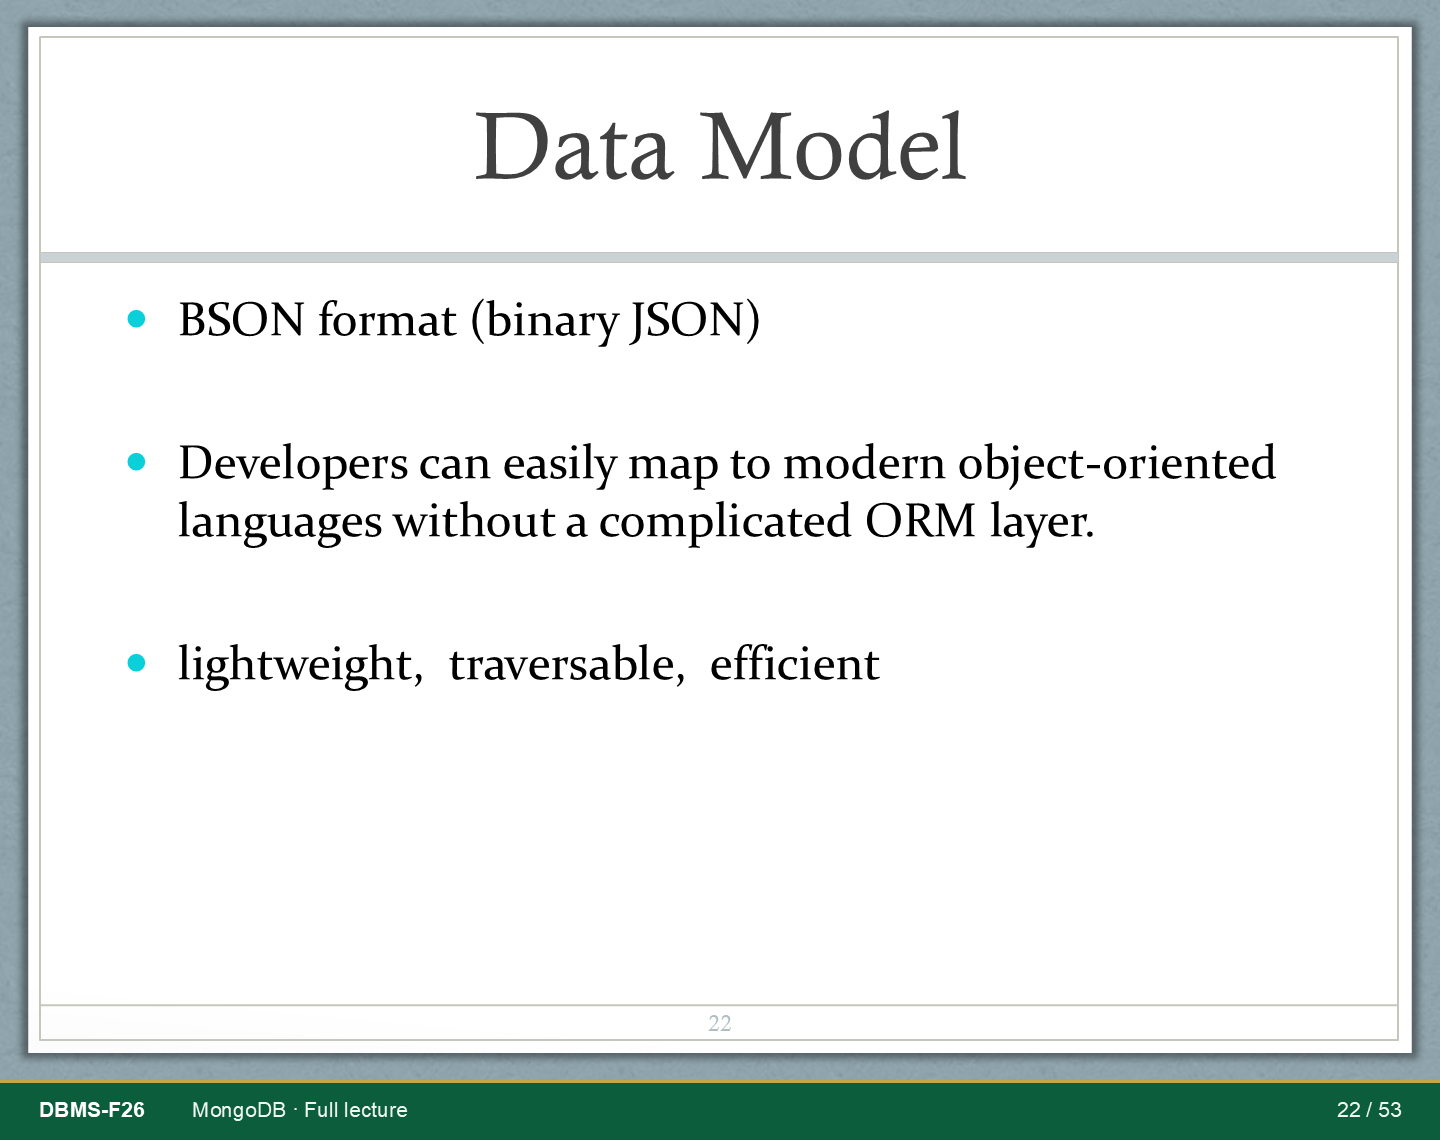 Data Model
• BSON format (binary JSON)
• Developers can easily map to modern object-oriented
languages without a complicated ORM layer.
• lightweight,  traversable,  efficient
22
DBMS-F26 MongoDB · Full lecture 22 / 53